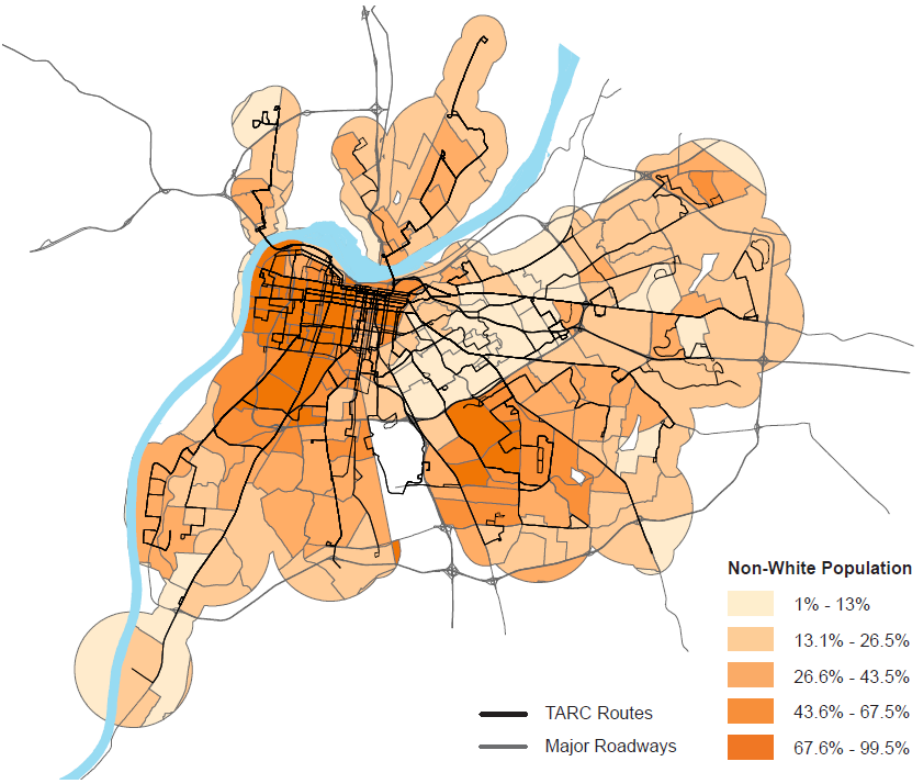 Non-White Population
1% - 13%
13.1% - 26.5%
26.6% - 43.5%
43.6% - 67.5%
67.6% - 99.5%
TARC Routes
Major Roadways